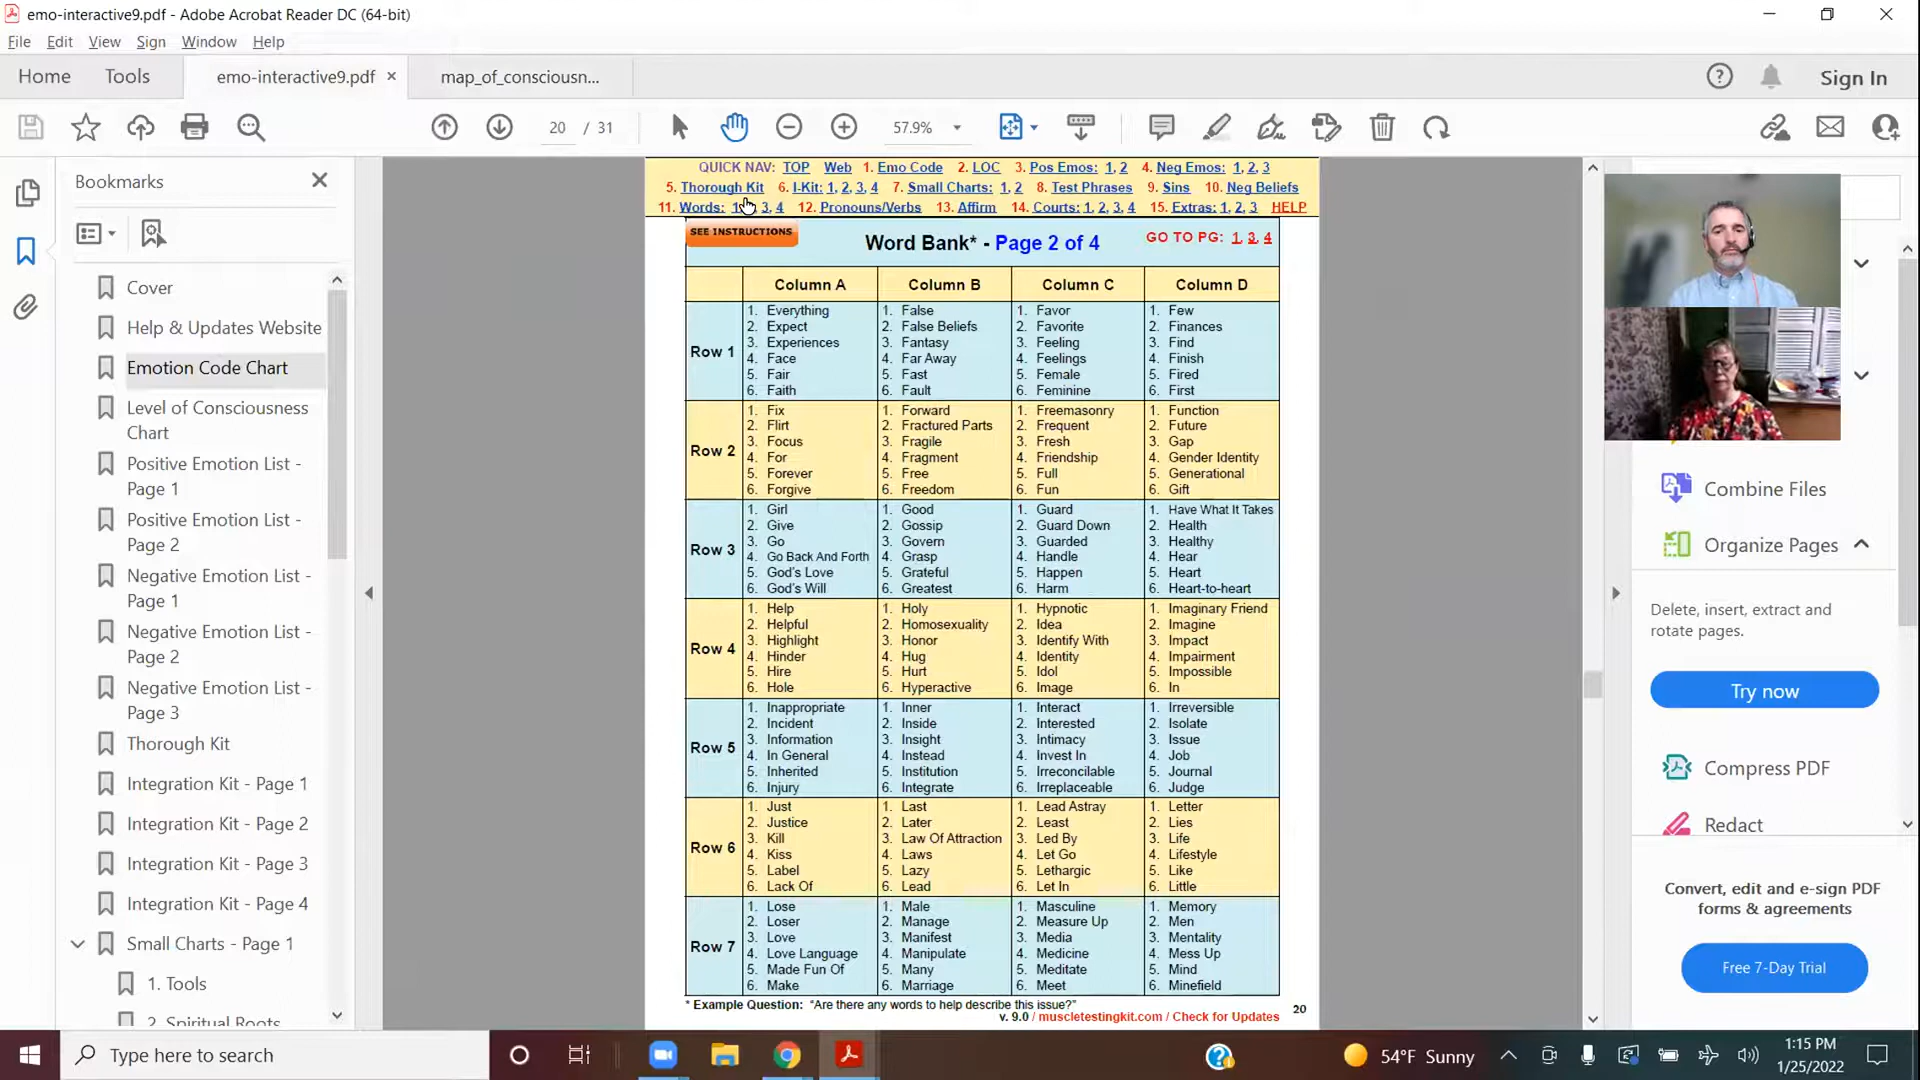 emo-interactive9.pdf - Adobe Acrobat Reader DC (64-bit)
File Edit View Sign Window Help
Home Tools emo-interactive9.pdf × map_of_consciousn... Sign In
20 / 31 57.9%
Bookmarks
Cover
Help & Updates Website
Emotion Code Chart
Level of Consciousness
Chart
Positive Emotion List -
Page 1
Positive Emotion List -
Page 2
Negative Emotion List -
Page 1
Negative Emotion List -
Page 2
Negative Emotion List -
Page 3
Thorough Kit
Integration Kit - Page 1
Integration Kit - Page 2
Integration Kit - Page 3
Integration Kit - Page 4
Small Charts - Page 1
1. Tools
2. Spiritual Roots
QUICK NAV: TOP Web 1. Emo Code 2. LOC 3. Pos Emos: 1, 2 4. Neg Emos: 1, 2, 3
5. Thorough Kit 6. I-Kit: 1, 2, 3, 4 7. Small Charts: 1, 2 8. Test Phrases 9. Sins 10. Neg Beliefs
11. Words: 1, 3, 4 12. Pronouns/Verbs 13. Affirm 14. Courts: 1, 2, 3, 4 15. Extras: 1, 2, 3 HELP
SEE INSTRUCTIONS
Word Bank* - Page 2 of 4
GO TO PG: 1, 3, 4
Column A Column B Column C Column D
Row 1
1. Everything 1. False 1. Favor 1. Few
2. Expect 2. False Beliefs 2. Favorite 2. Finances
3. Experiences 3. Fantasy 3. Feeling 3. Find
4. Face 4. Far Away 4. Feelings 4. Finish
5. Fair 5. Fast 5. Female 5. Fired
6. Faith 6. Fault 6. Feminine 6. First
Row 2
1. Fix 1. Forward 1. Freemasonry 1. Function
2. Flirt 2. Fractured Parts 2. Frequent 2. Future
3. Focus 3. Fragile 3. Fresh 3. Gap
4. For 4. Fragment 4. Friendship 4. Gender Identity
5. Forever 5. Free 5. Full 5. Generational
6. Forgive 6. Freedom 6. Fun 6. Gift
Row 3
1. Girl 1. Good 1. Guard 1. Have What It Takes
2. Give 2. Gossip 2. Guard Down 2. Health
3. Go 3. Govern 3. Guarded 3. Healthy
4. Go Back And Forth 4. Grasp 4. Handle 4. Hear
5. God's Love 5. Grateful 5. Happen 5. Heart
6. God's Will 6. Greatest 6. Harm 6. Heart-to-heart
Row 4
1. Help 1. Holy 1. Hypnotic 1. Imaginary Friend
2. Helpful 2. Homosexuality 2. Idea 2. Imagine
3. Highlight 3. Honor 3. Identify With 3. Impact
4. Hinder 4. Hug 4. Identity 4. Impairment
5. Hire 5. Hurt 5. Idol 5. Impossible
6. Hole 6. Hyperactive 6. Image 6. In
Row 5
1. Inappropriate 1. Inner 1. Interact 1. Irreversible
2. Incident 2. Inside 2. Interested 2. Isolate
3. Information 3. Insight 3. Intimacy 3. Issue
4. In General 4. Instead 4. Invest In 4. Job
5. Inherited 5. Institution 5. Irreconcilable 5. Journal
6. Injury 6. Integrate 6. Irreplaceable 6. Judge
Row 6
1. Just 1. Last 1. Lead Astray 1. Letter
2. Justice 2. Later 2. Least 2. Lies
3. Kill 3. Law Of Attraction 3. Led By 3. Life
4. Kiss 4. Laws 4. Let Go 4. Lifestyle
5. Label 5. Lazy 5. Lethargic 5. Like
6. Lack Of 6. Lead 6. Let In 6. Little
Row 7
1. Lose 1. Male 1. Masculine 1. Memory
2. Loser 2. Manage 2. Measure Up 2. Men
3. Love 3. Manifest 3. Media 3. Mentality
4. Love Language 4. Manipulate 4. Medicine 4. Mess Up
5. Made Fun Of 5. Many 5. Meditate 5. Mind
6. Make 6. Marriage 6. Meet 6. Minefield
* Example Question: "Are there any words to help describe this issue?"
20
v. 9.0 / muscletestingkit.com / Check for Updates
Combine Files
Organize Pages
Delete, insert, extract and
rotate pages.
Try now
Compress PDF
Redact
Convert, edit and e-sign PDF
forms & agreements
Free 7-Day Trial
Type here to search
54°F Sunny
1:15 PM
1/25/2022